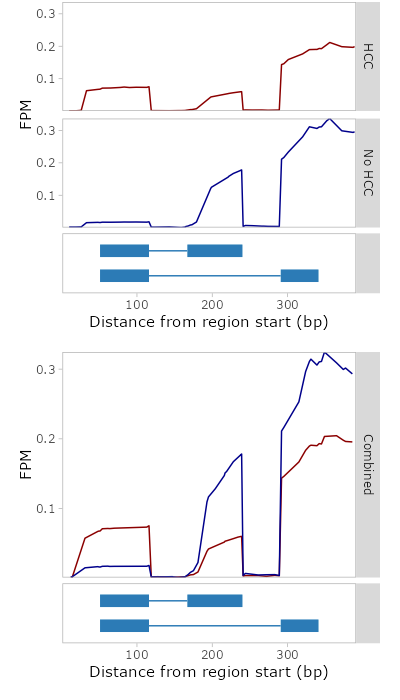 0.3
0.2
0.1
HCC
FPM
0.3
0.2
0.1
No HCC
100 200 300
Distance from region start (bp)
0.3
0.2
0.1
FPM
Combined
100 200 300
Distance from region start (bp)